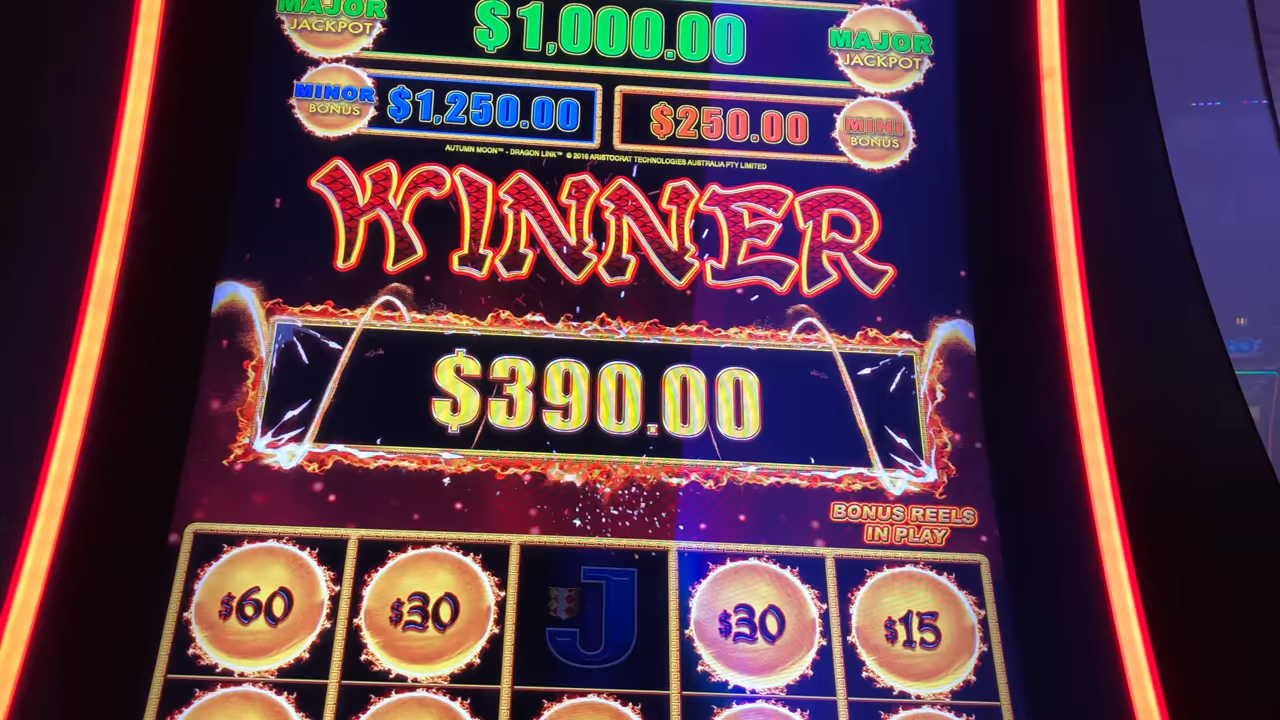 MAJOR
JACKPOT
$1,000.00
MAJOR
JACKPOT
MINOR
BONUS
$1,250.00
$250.00
MINI
BONUS
AUTUMN MOON™ - DRAGON LINK™ © 2016 ARISTOCRAT TECHNOLOGIES AUSTRALIA PTY LIMITED
WINNER
$390.00
BONUS REELS
IN PLAY
$60
$30
J
$30
$15